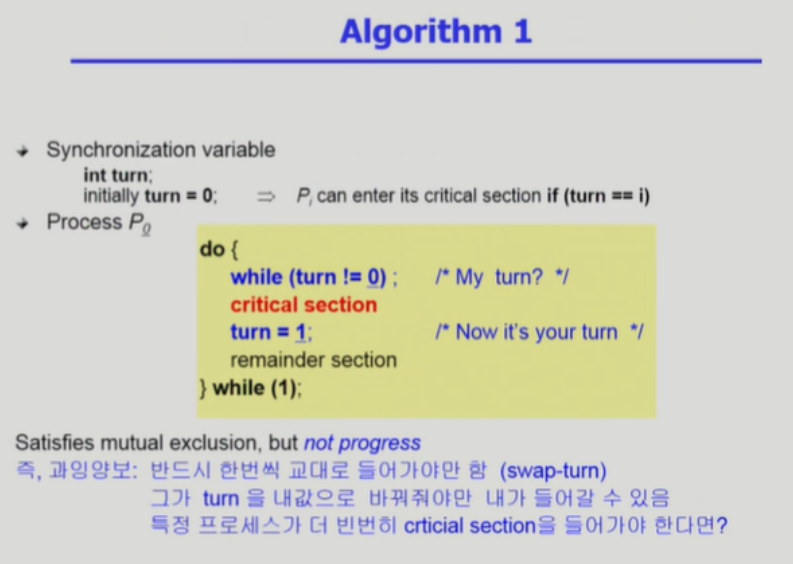 Algorithm 1
Synchronization variable
int turn;
initially turn = 0; ⇒ Pi can enter its critical section if (turn == i)
Process P0
do {
while (turn != 0) ; /* My turn? */
critical section
turn = 1; /* Now it's your turn */
remainder section
} while (1);
Satisfies mutual exclusion, but not progress
즉, 과잉양보: 반드시 한번씩 교대로 들어가야만 함 (swap-turn)
그가 turn 을 내값으로 바꿔줘야만 내가 들어갈 수 있음
특정 프로세스가 더 빈번히 crticial section을 들어가야 한다면?